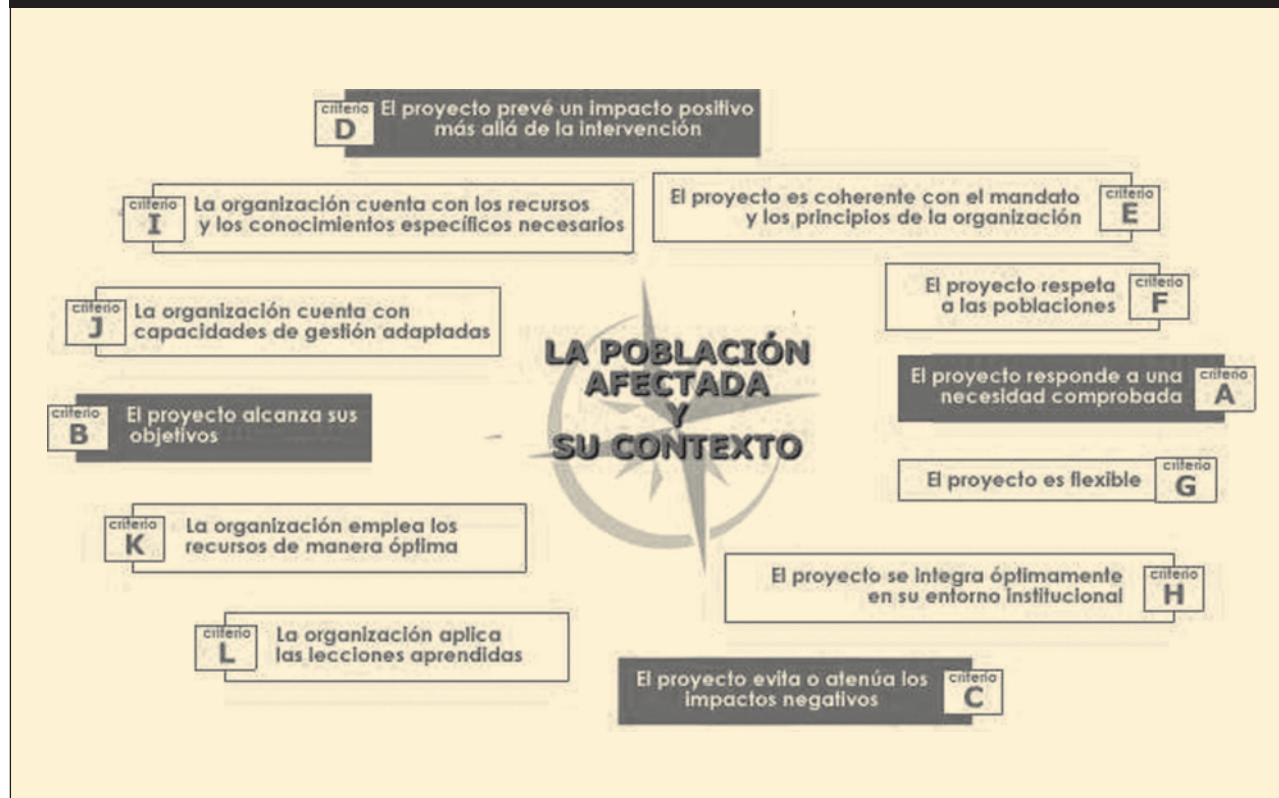 criterio
D
El proyecto prevé un impacto positivo
más allá de la intervención
criterio
I
La organización cuenta con los recursos
y los conocimientos específicos necesarios
El proyecto es coherente con el mandato
y los principios de la organización
criterio
E
criterio
J
La organización cuenta con
capacidades de gestión adaptadas
El proyecto respeta
a las poblaciones
criterio
F
LA POBLACIÓN
AFECTADA
Y
SU CONTEXTO
El proyecto responde a una
necesidad comprobada
criterio
A
criterio
B
El proyecto alcanza sus
objetivos
El proyecto es flexible
criterio
G
criterio
K
La organización emplea los
recursos de manera óptima
El proyecto se integra óptimamente
en su entorno institucional
criterio
H
criterio
L
La organización aplica
las lecciones aprendidas
El proyecto evita o atenúa los
impactos negativos
criterio
C